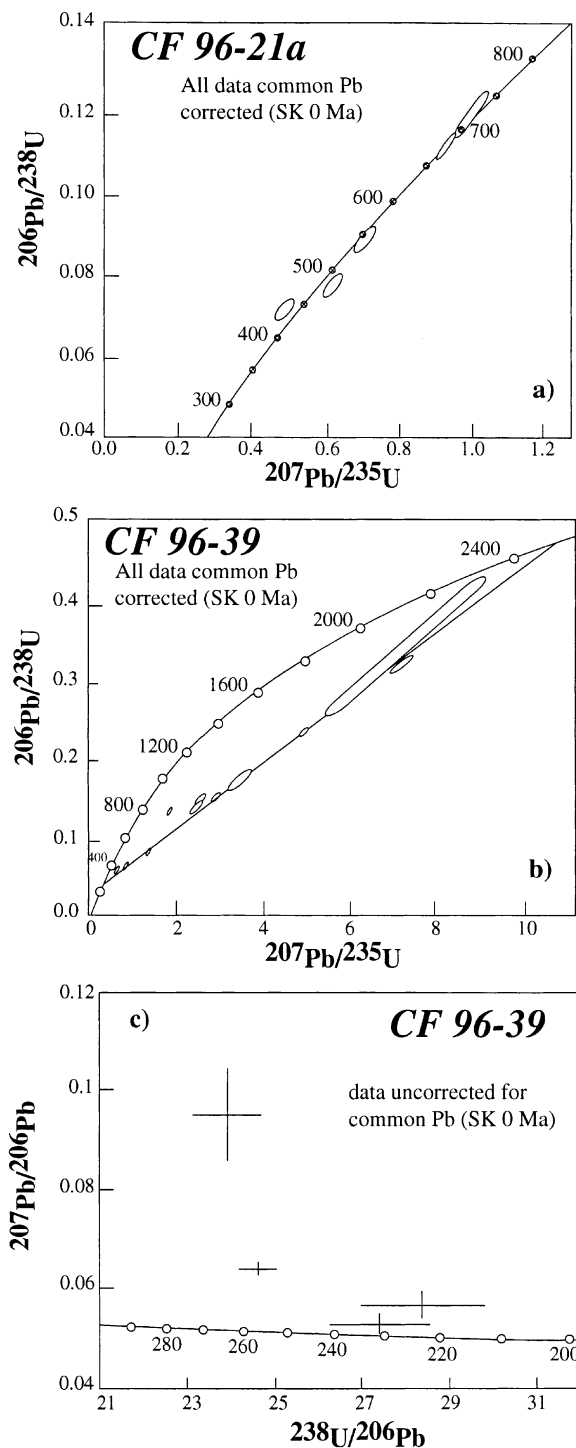 CF 96-21a
All data common Pb
corrected (SK 0 Ma)
0.14
0.12
0.10
0.08
0.06
0.04
206Pb/238U
800
700
600
500
400
300
a)
0.0 0.2 0.4 0.6 0.8 1.0 1.2
207Pb/235U
CF 96-39
All data common Pb
corrected (SK 0 Ma)
0.5
0.4
0.3
0.2
0.1
0.0
206Pb/238U
2400
2000
1600
1200
800
400
b)
0 2 4 6 8 10
207Pb/235U
c)
CF 96-39
data uncorrected for
common Pb (SK 0 Ma)
0.12
0.1
0.08
0.06
0.04
207Pb/206Pb
280 260 240 220 200
21 23 25 27 29 31
238U/206Pb